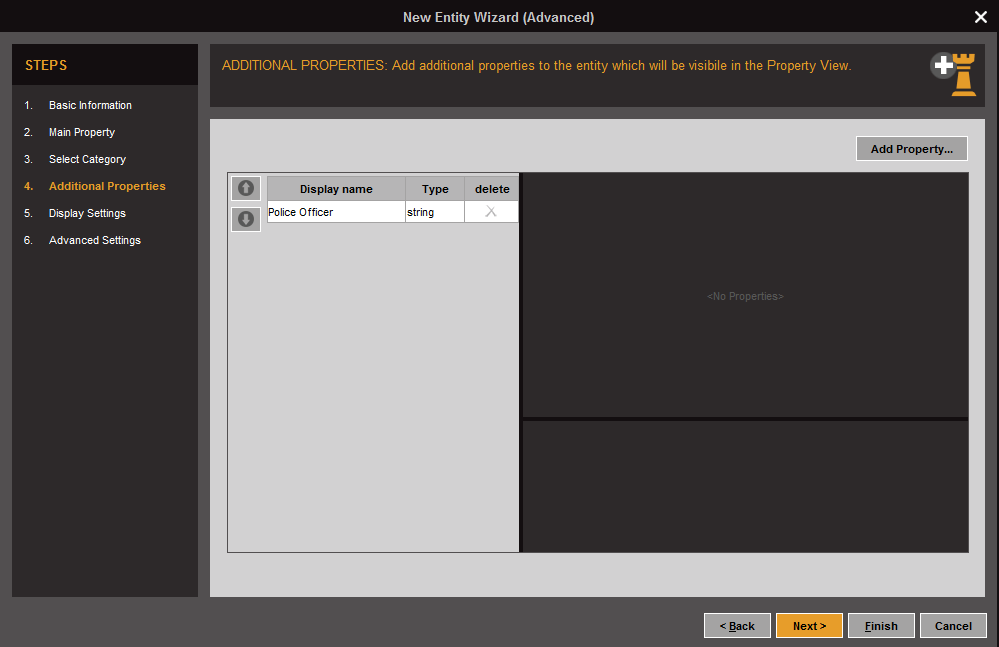 New Entity Wizard (Advanced)
STEPS
1. Basic Information
2. Main Property
3. Select Category
4. Additional Properties
5. Display Settings
6. Advanced Settings
ADDITIONAL PROPERTIES: Add additional properties to the entity which will be visibile in the Property View.
Add Property...
Display name Type delete
Police Officer string X
<No Properties>
< Back Next > Finish Cancel